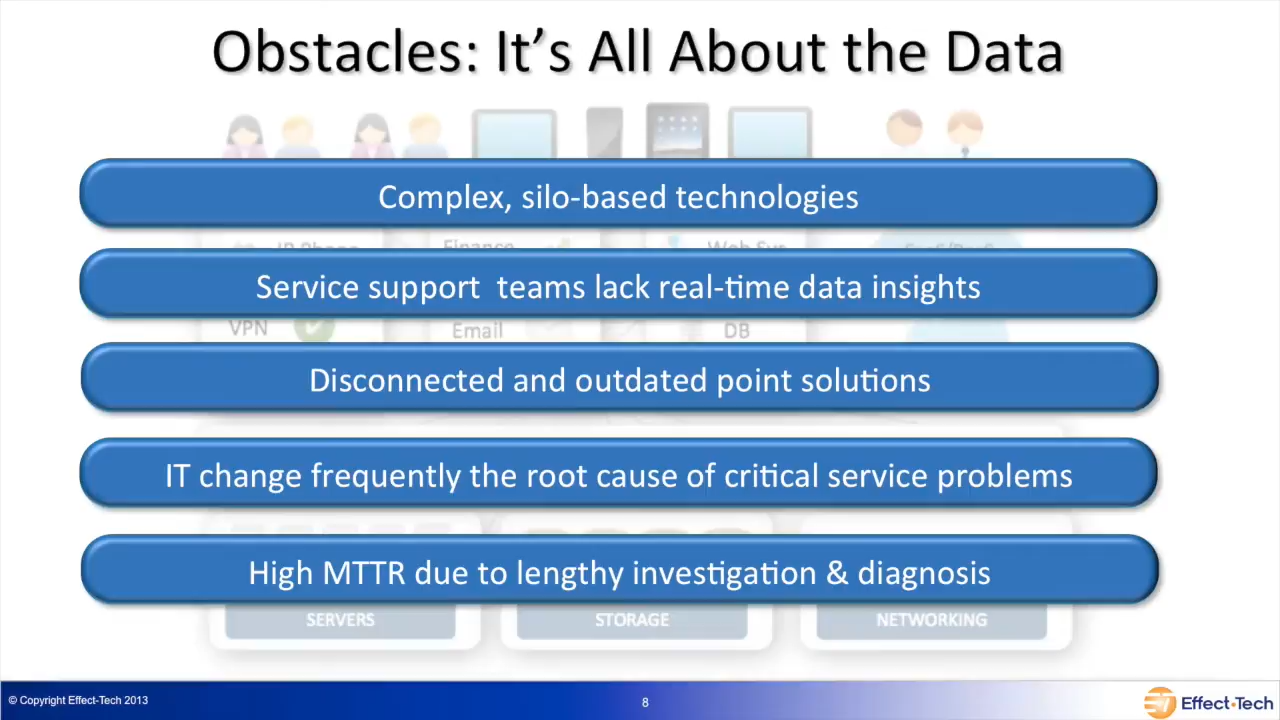 Obstacles: It's All About the Data
Complex, silo-based technologies
Service support  teams lack real-time data insights
VPN
Email
DB
Disconnected and outdated point solutions
IT change frequently the root cause of critical service problems
High MTTR due to lengthy investigation & diagnosis
SERVERS
STORAGE
NETWORKING
© Copyright Effect-Tech 2013
8
Effect·Tech